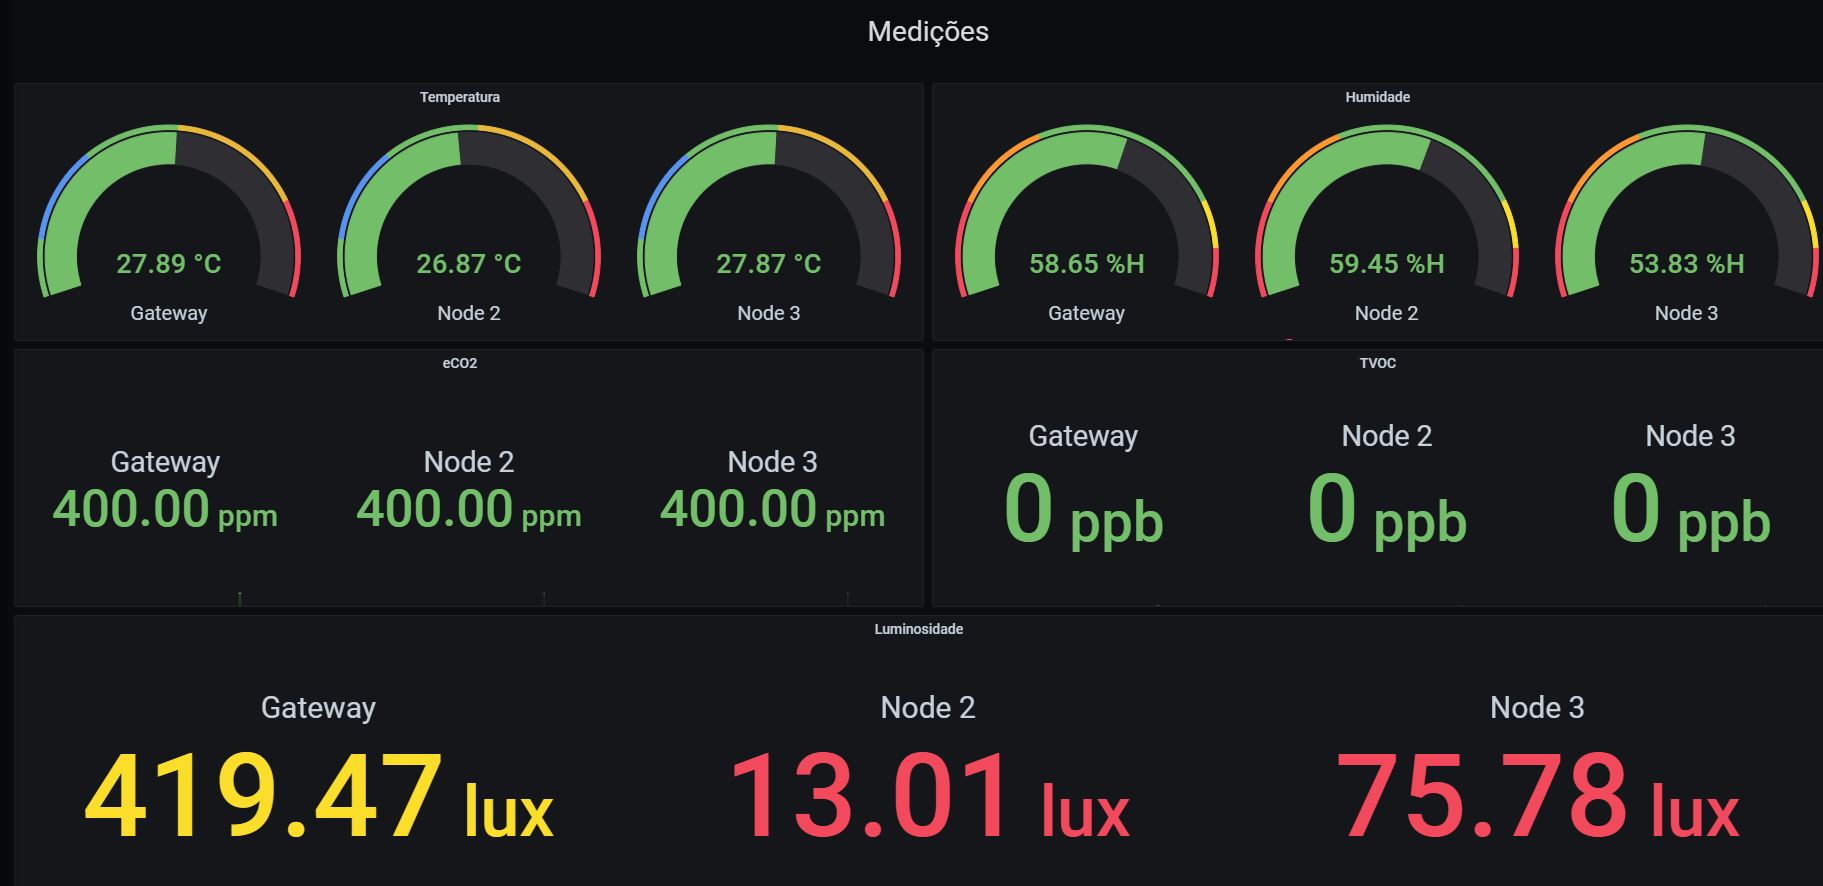 Medições
Temperatura
27.89 °C
26.87 °C
27.87 °C
Gateway
Node 2
Node 3
Humidade
58.65 %H
59.45 %H
53.83 %H
Gateway
Node 2
Node 3
eCO2
Gateway
Node 2
Node 3
400.00 ppm
400.00 ppm
400.00 ppm
TVOC
Gateway
Node 2
Node 3
0 ppb
0 ppb
0 ppb
Luminosidade
Gateway
Node 2
Node 3
419.47 lux
13.01 lux
75.78 lux